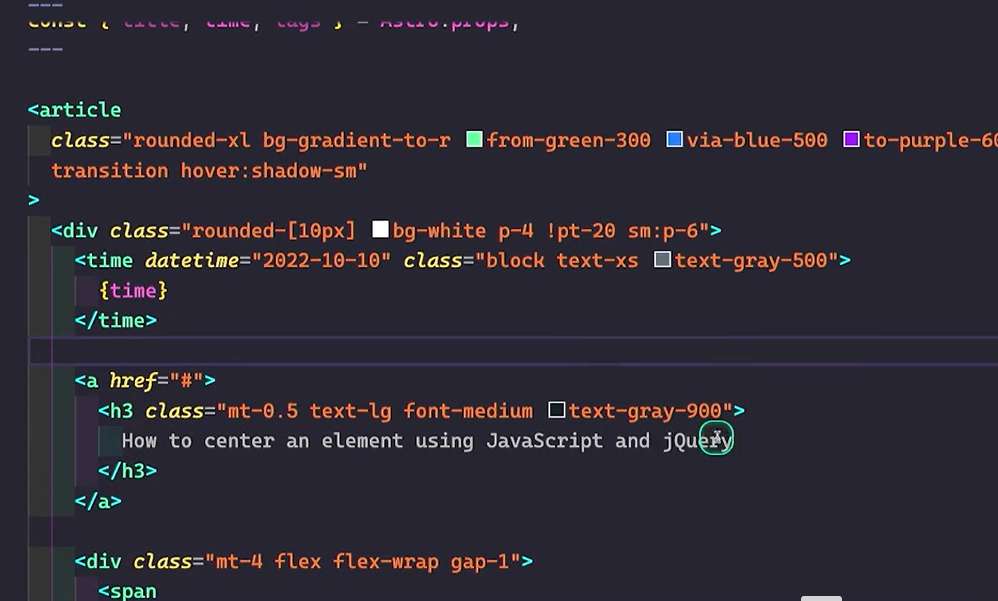 ---
const { title, time, tags } = Astro.props;
---
<article
class="rounded-xl bg-gradient-to-r from-green-300 via-blue-500 to-purple-60
transition hover:shadow-sm"
>
<div class="rounded-[10px] bg-white p-4 !pt-20 sm:p-6">
<time datetime="2022-10-10" class="block text-xs text-gray-500">
{time}
</time>
<a href="#">
<h3 class="mt-0.5 text-lg font-medium text-gray-900">
How to center an element using JavaScript and jQuery
</h3>
</a>
<div class="mt-4 flex flex-wrap gap-1">
<span